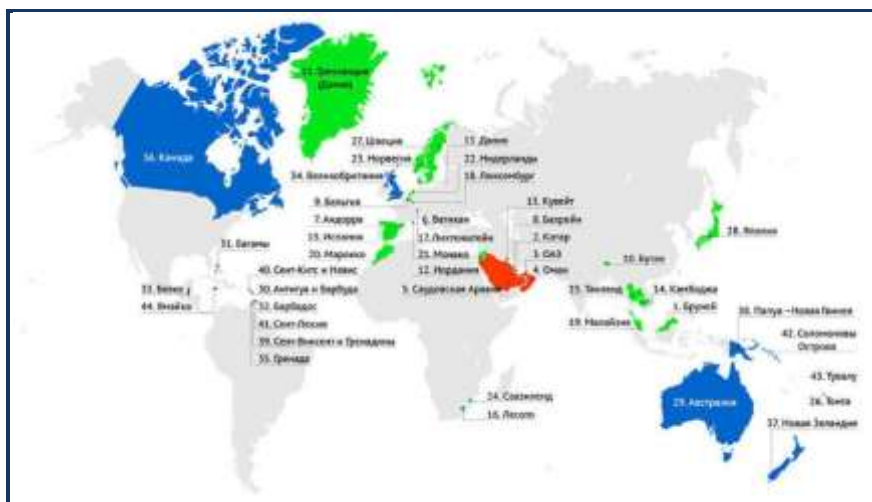 11. Гренландия
(Дания)
36. Канада
27. Швеция
23. Норвегия
34. Великобритания
9. Бельгия
7. Андорра
15. Испания
20. Марокко
11. Дания
22. Нидерланды
18. Люксембург
6. Ватикан
17. Лихтенштейн
21. Монако
12. Иордания
5. Саудовская Аравия
13. Кувейт
8. Бахрейн
2. Катар
3. ОАЭ
4. Оман
10. Бутан
28. Япония
25. Таиланд
14. Камбоджа
1. Бруней
19. Малайзия
38. Папуа – Новая Гвинея
42. Соломоновы
Острова
43. Тувалу
26. Тонга
29. Австралия
37. Новая Зеландия
31. Багамы
33. Белиз
44. Ямайка
40. Сент-Китс и Невис
30. Антигуа и Барбуда
32. Барбадос
41. Сент-Люсия
39. Сент-Винсент и Гренадины
35. Гренада
24. Свазиленд
16. Лесото